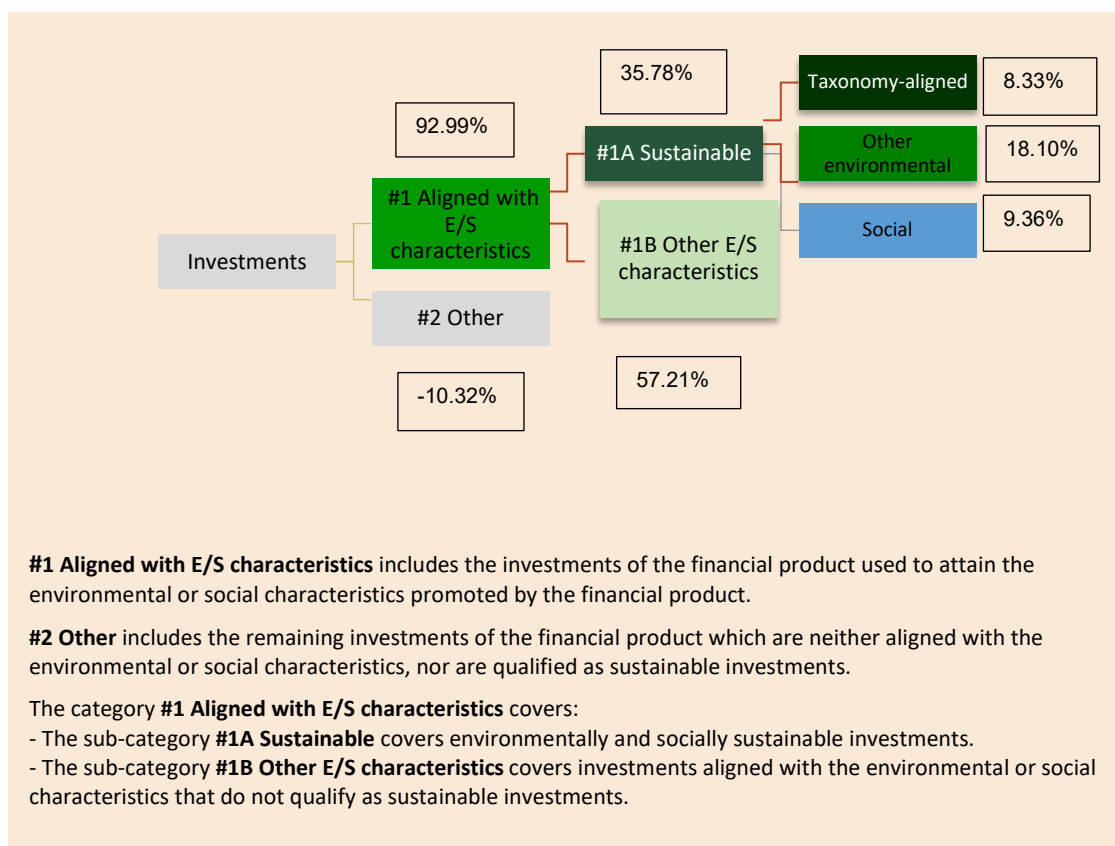 35.78%
Taxonomy-aligned
8.33%
92.99%
#1A Sustainable
Other
environmental
18.10%
#1 Aligned with
E/S
characteristics
#1B Other E/S
characteristics
Social
9.36%
Investments
#2 Other
-10.32%
57.21%
#1 Aligned with E/S characteristics includes the investments of the financial product used to attain the
environmental or social characteristics promoted by the financial product.
#2 Other includes the remaining investments of the financial product which are neither aligned with the
environmental or social characteristics, nor are qualified as sustainable investments.
The category #1 Aligned with E/S characteristics covers:
- The sub-category #1A Sustainable covers environmentally and socially sustainable investments.
- The sub-category #1B Other E/S characteristics covers investments aligned with the environmental or social
characteristics that do not qualify as sustainable investments.